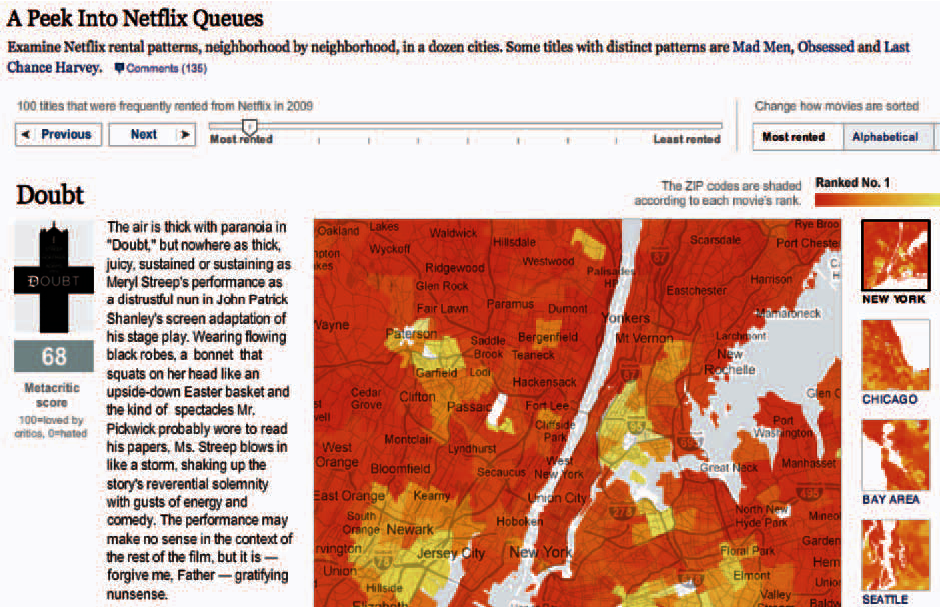 A Peek Into Netflix Queues
Examine Netflix rental patterns, neighborhood by neighborhood, in a dozen cities. Some titles with distinct patterns are Mad Men, Obsessed and Last
Chance Harvey. Comments (135)
100 titles that were frequently rented from Netflix in 2009
Change how movies are sorted
Previous Next
Most rented Least rented
Most rented Alphabetical
Doubt
The ZIP codes are shaded
according to each movie's rank.
Ranked No. 1
DOUBT
68
Metacritic
score
100=loved by
critics, 0=hated
The air is thick with paranoia in
"Doubt," but nowhere as thick,
juicy, sustained or sustaining as
Meryl Streep's performance as
a distrustful nun in John Patrick
Shanley's screen adaptation of
his stage play. Wearing flowing
black robes, a bonnet that
squats on her head like an
upside-down Easter basket and
the kind of spectacles Mr.
Pickwick probably wore to read
his papers, Ms. Streep blows in
like a storm, shaking up the
story's reverential solemnity
with gusts of energy and
comedy. The performance may
make no sense in the context of
the rest of the film, but it is —
forgive me, Father — gratifying
nunsense.
Oakland Lakes Waldwick Hillsdale Scarsdale Rye Broo
Wyckoff Westwood 87 Port Cheste
Ridgewood Palisades
Glen Rock Eastchester Harrison
Fair Lawn Paramus Dumont Yonkers Mamaroneck
Wayne Paterson Saddle
Brook Bergenfield
Teaneck Mt Vernon Larchmont
New
Rochelle
Garfield Lodi Hackensack 87
Cedar
Grove Clifton Passaic Fort Lee Glen C
Cliffside
Park 95 Port
Washington
Montclair Lyndhurst
West
Orange Bloomfield Secaucus West
New York Great Neck Manhasset
East Orange Kearny Union City 495
South
Orange Newark Hoboken 278 North New
Hyde Park Mineol
Jersey City New York Floral Park Garden
78 Union Elmont Hem
Hillside Valley Union
Elizabeth
NEW YORK
CHICAGO
BAY AREA
SEATTLE